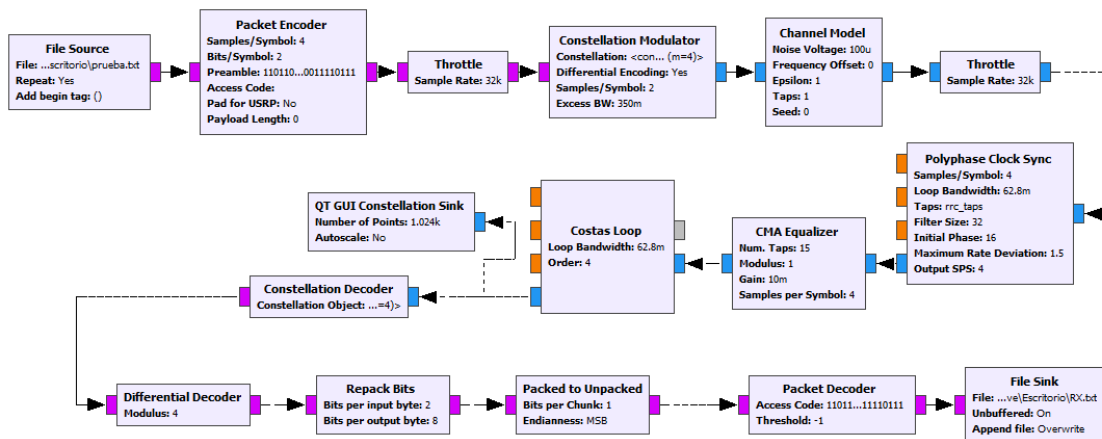 File Source
File: ...scritorio\prueba.txt
Repeat: Yes
Add begin tag: ()
Packet Encoder
Samples/Symbol: 4
Bits/Symbol: 2
Preamble: 110110...0011110111
Access Code:
Pad for USRP: No
Payload Length: 0
Throttle
Sample Rate: 32k
Constellation Modulator
Constellation: <con... (m=4)>
Differential Encoding: Yes
Samples/Symbol: 2
Excess BW: 350m
Channel Model
Noise Voltage: 100u
Frequency Offset: 0
Epsilon: 1
Taps: 1
Seed: 0
Throttle
Sample Rate: 32k
Polyphase Clock Sync
Samples/Symbol: 4
Loop Bandwidth: 62.8m
Taps: rrc_taps
Filter Size: 32
Initial Phase: 16
Maximum Rate Deviation: 1.5
Output SPS: 4
CMA Equalizer
Num. Taps: 15
Modulus: 1
Gain: 10m
Samples per Symbol: 4
Costas Loop
Loop Bandwidth: 62.8m
Order: 4
QT GUI Constellation Sink
Number of Points: 1.024k
Autoscale: No
Constellation Decoder
Constellation Object: ...=4)>
Differential Decoder
Modulus: 4
Repack Bits
Bits per input byte: 2
Bits per output byte: 8
Packed to Unpacked
Bits per Chunk: 1
Endianness: MSB
Packet Decoder
Access Code: 11011...11110111
Threshold: -1
File Sink
File: ...ve\Escritorio\RX.txt
Unbuffered: On
Append file: Overwrite